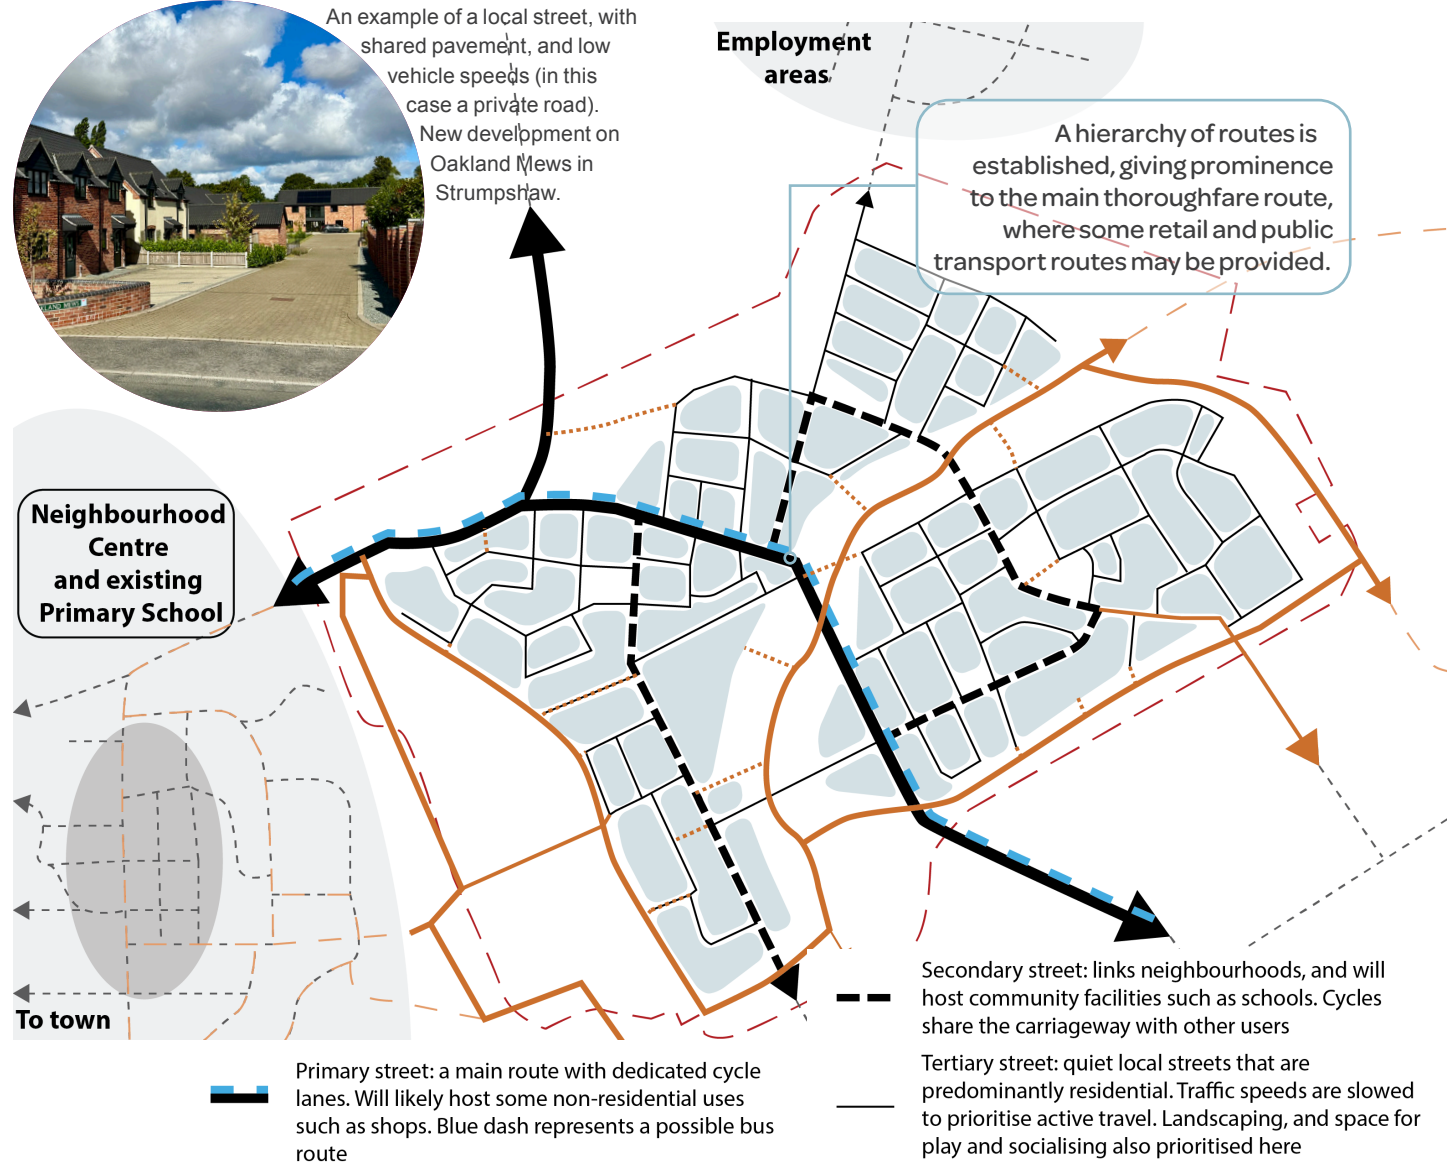 An example of a local street, with
shared pavement, and low
vehicle speeds (in this
case a private road).
New development on
Oakland Mews in
Strumpshaw.
Employment
areas
A hierarchy of routes is
established, giving prominence
to the main thoroughfare route,
where some retail and public
transport routes may be provided.
Neighbourhood
Centre
and existing
Primary School
To town
Primary street: a main route with dedicated cycle
lanes. Will likely host some non-residential uses
such as shops. Blue dash represents a possible bus
route
Secondary street: links neighbourhoods, and will
host community facilities such as schools. Cycles
share the carriageway with other users
Tertiary street: quiet local streets that are
predominantly residential. Traffic speeds are slowed
to prioritise active travel. Landscaping, and space for
play and socialising also prioritised here